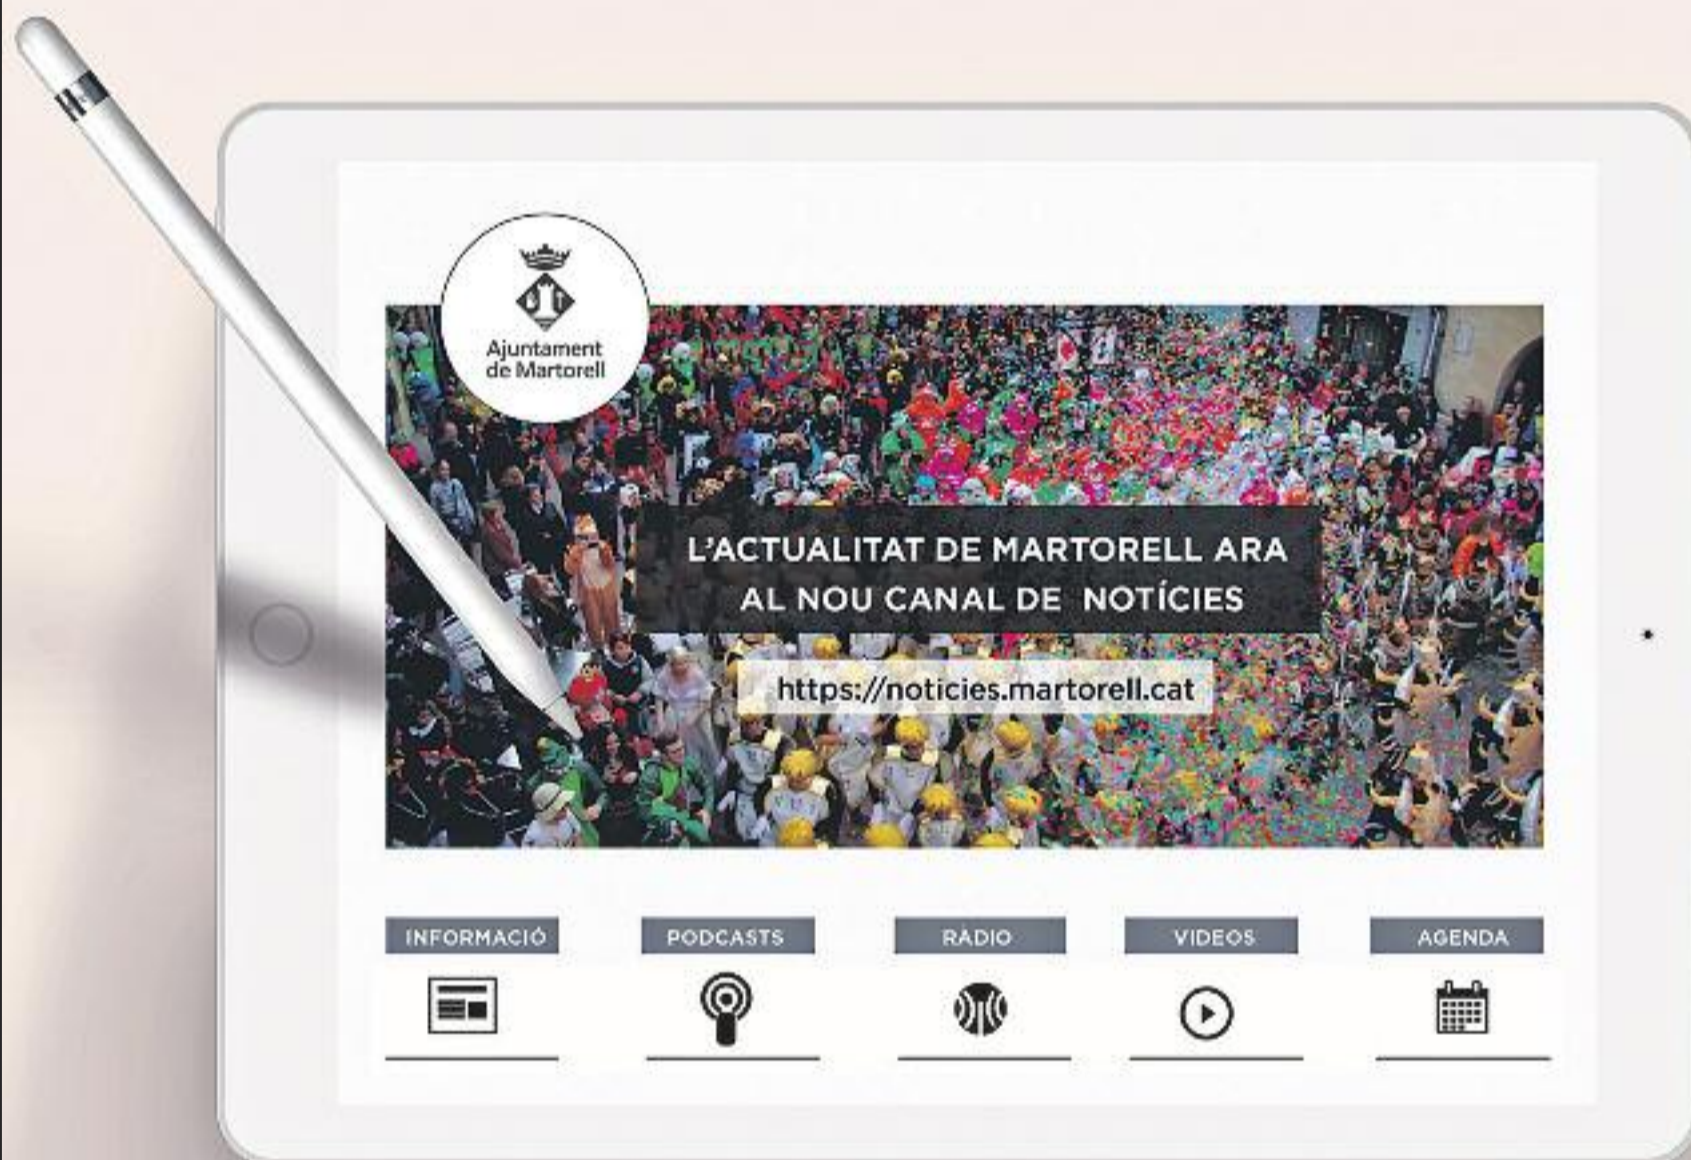 Ajuntament
de Martorell
L'ACTUALITAT DE MARTORELL ARA
AL NOU CANAL DE NOTÍCIES
https://noticies.martorell.cat
INFORMACIÓ
PODCASTS
RÀDIO
VIDEOS
AGENDA